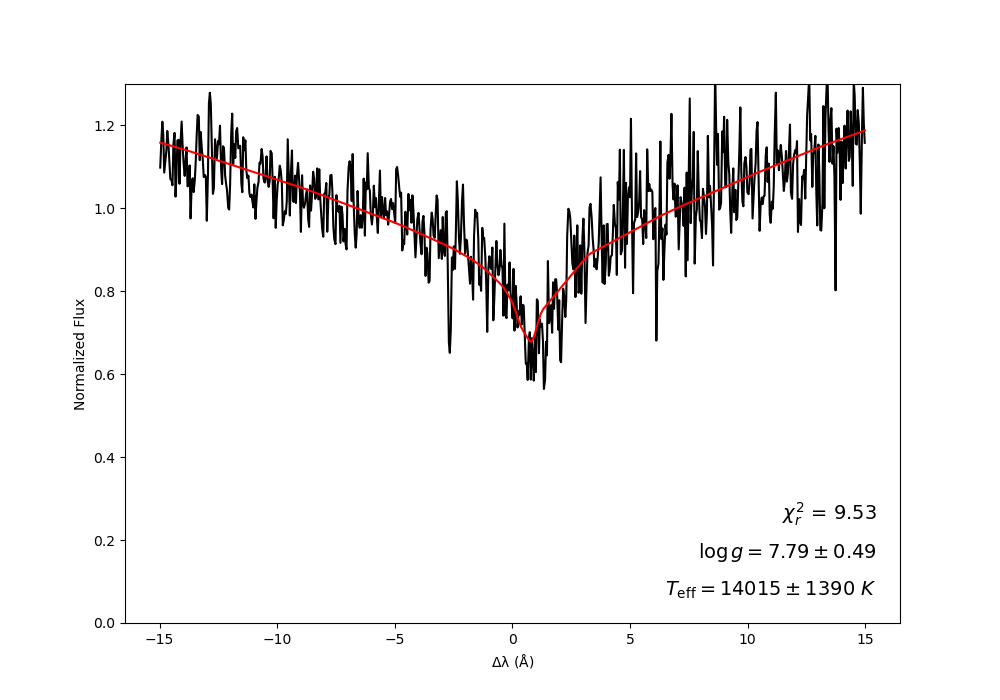 1.2
1.0
0.8
0.6
0.4
0.2
0.0
Normalized Flux
χ²ᵣ = 9.53
log g = 7.79 ± 0.49
T_eff = 14015 ± 1390 K
−15 −10 −5 0 5 10 15
Δλ (Å)